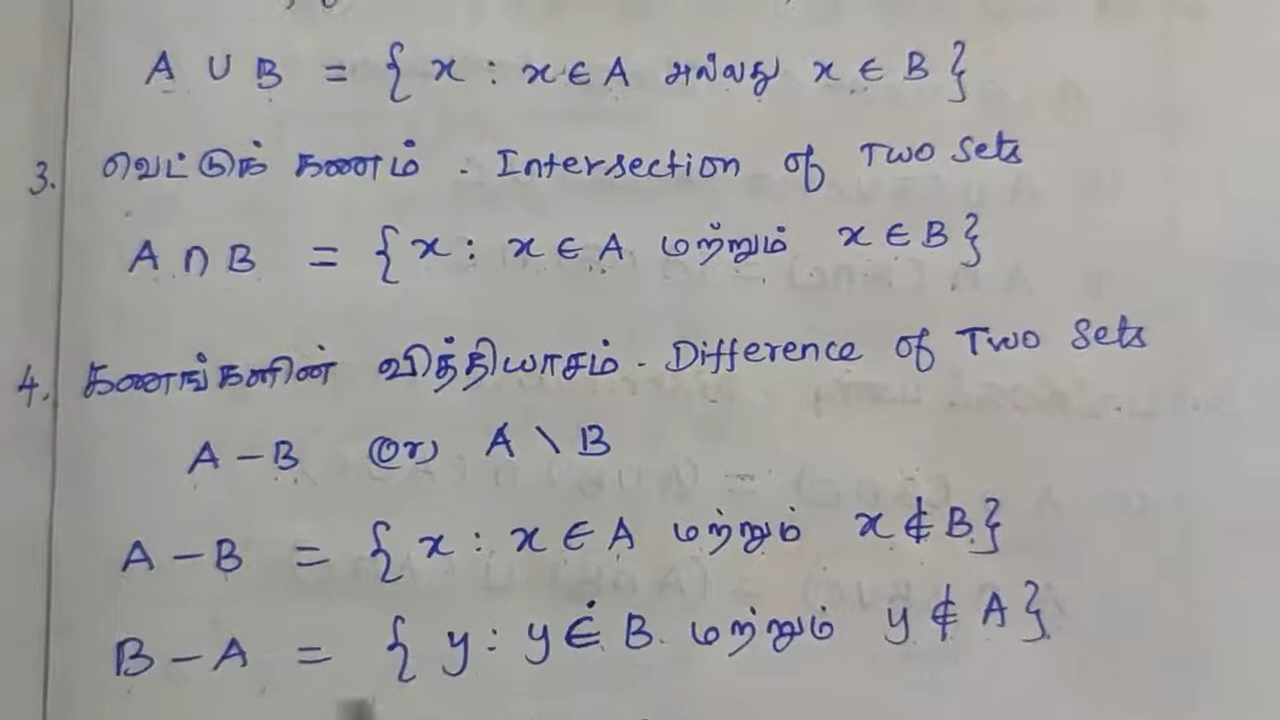 A ∪ B = { x : x ∈ A அல்லது x ∈ B }
3. வெட்டுக் கணம் - Intersection of Two Sets
A ∩ B = { x : x ∈ A மற்றும் x ∈ B }
4. கணங்களின் வித்தியாசம் - Difference of Two Sets
A - B (or) A \ B
A - B = { x : x ∈ A மற்றும் x ∉ B }
B - A = { y : y ∈ B மற்றும் y ∉ A }